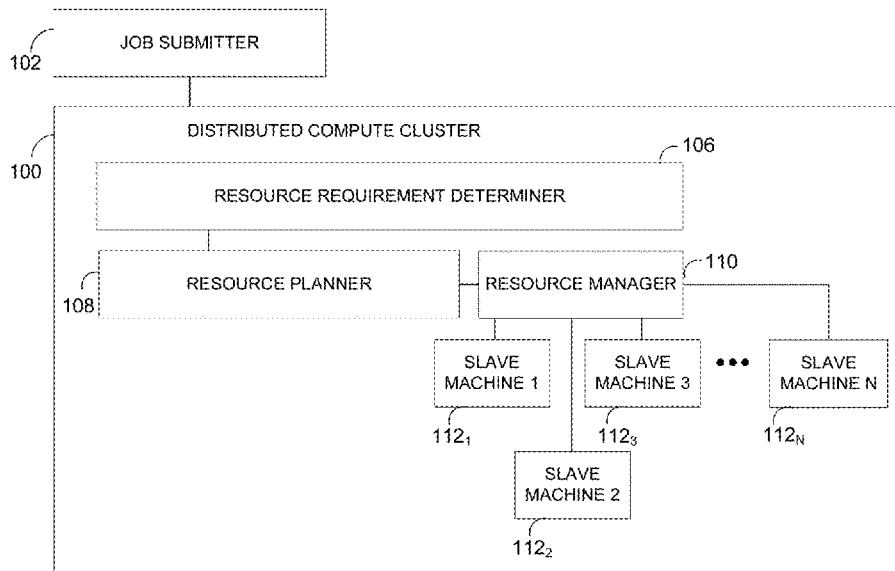 JOB SUBMITTER
102
DISTRIBUTED COMPUTE CLUSTER
100
106
RESOURCE REQUIREMENT DETERMINER
RESOURCE PLANNER
RESOURCE MANAGER
110
108
SLAVE
MACHINE 1
SLAVE
MACHINE 3
•••
SLAVE
MACHINE N
112₁
112₃
112_N
SLAVE
MACHINE 2
112₂